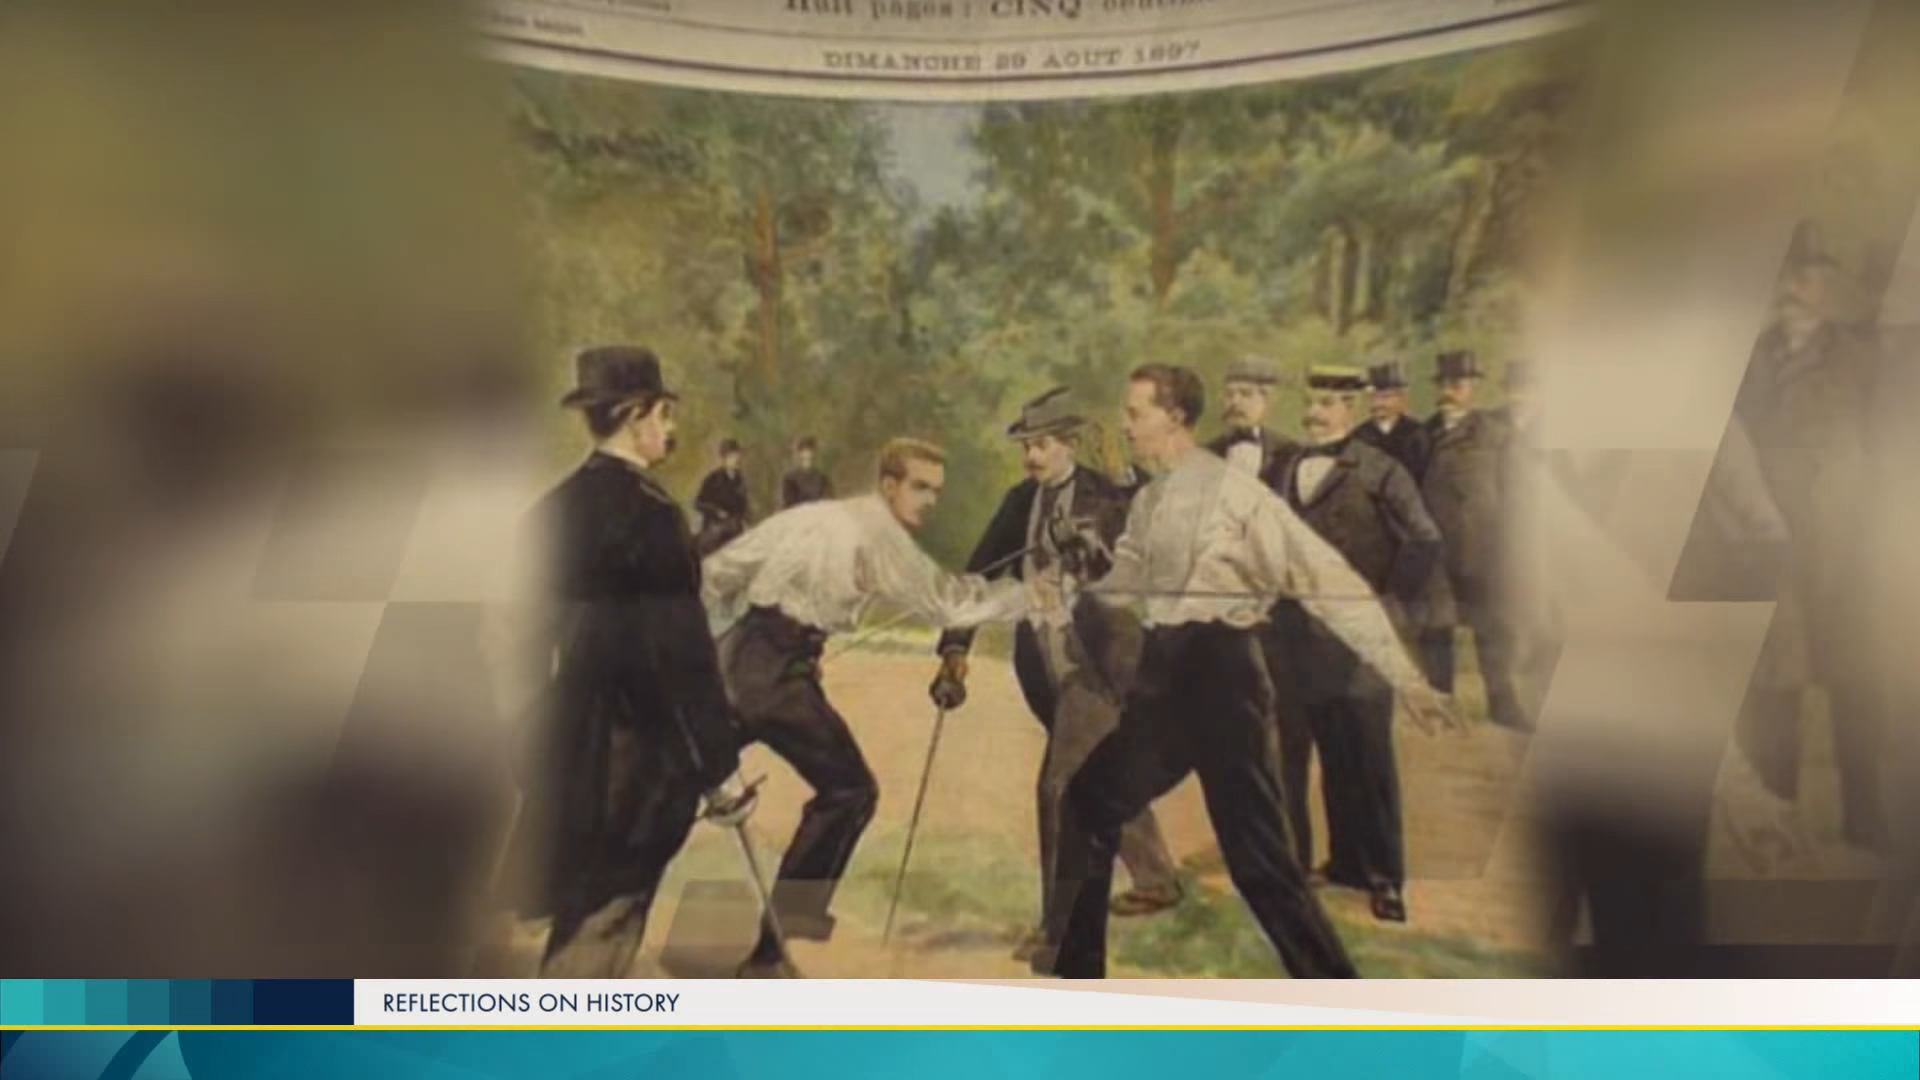 Huit pages: CINQ
DIMANCHE 29 AOUT 1897
REFLECTIONS ON HISTORY